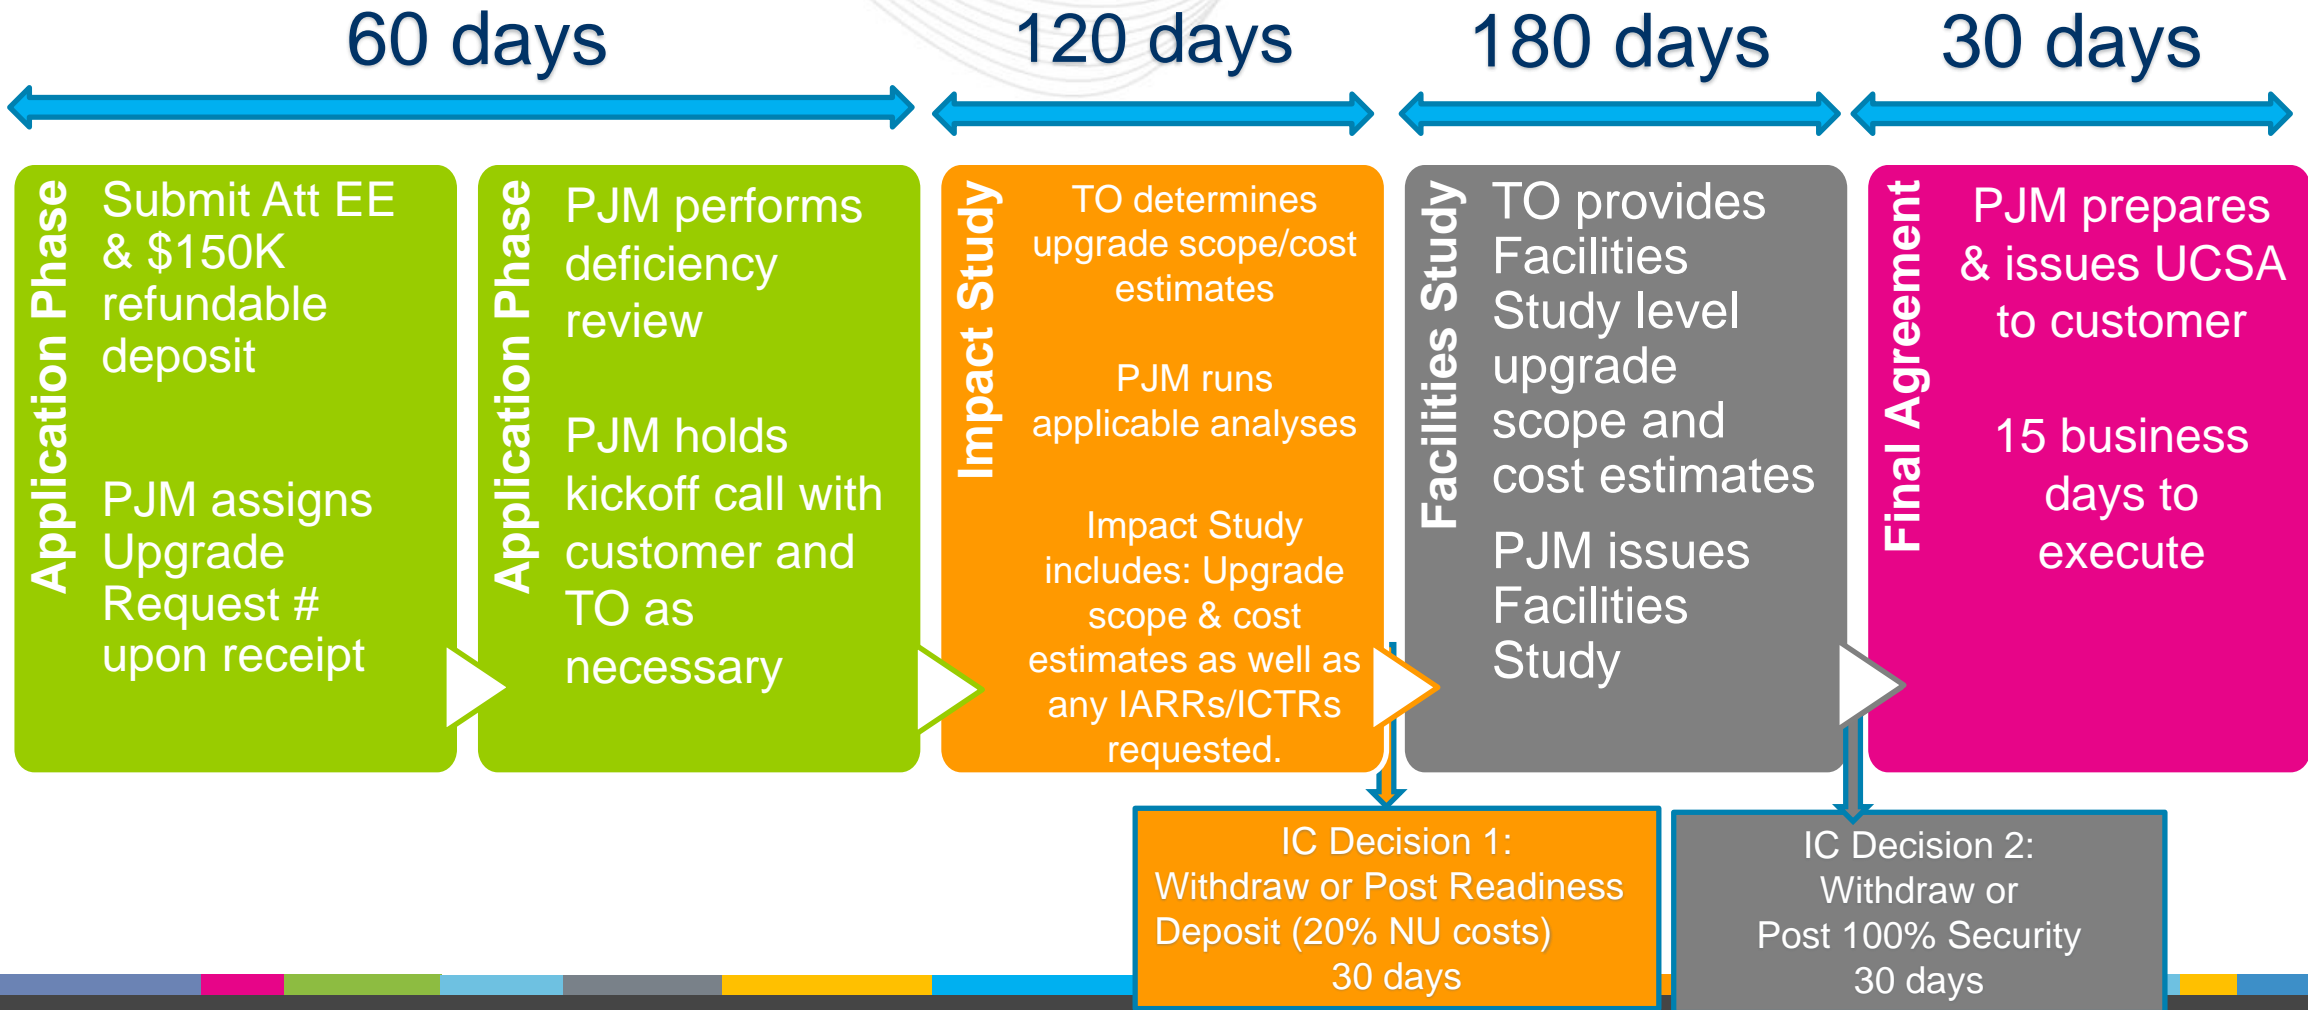 60 days
120 days
180 days
30 days
Application Phase
Submit Att EE
& $150K
refundable
deposit
PJM assigns
Upgrade
Request #
upon receipt
Application Phase
PJM performs
deficiency
review
PJM holds
kickoff call with
customer and
TO as
necessary
Impact Study
TO determines
upgrade scope/cost
estimates
PJM runs
applicable analyses
Impact Study
includes: Upgrade
scope & cost
estimates as well as
any IARRs/ICTRs
requested.
Facilities Study
TO provides
Facilities
Study level
upgrade
scope and
cost estimates
PJM issues
Facilities
Study
Final Agreement
PJM prepares
& issues UCSA
to customer
15 business
days to
execute
IC Decision 1:
Withdraw or Post Readiness
Deposit (20% NU costs)
30 days
IC Decision 2:
Withdraw or
Post 100% Security
30 days